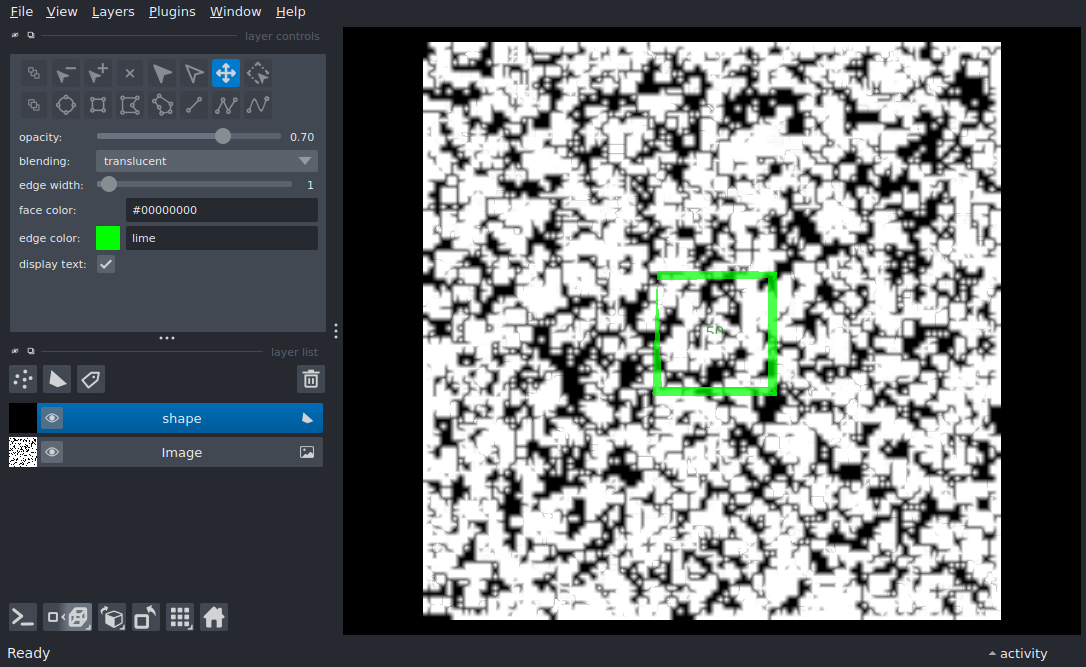 File View Layers Plugins Window Help
layer controls
opacity: 0.70
blending: translucent
edge width: 1
face color: #00000000
edge color: lime
display text:
layer list
shape
Image
Ready
activity